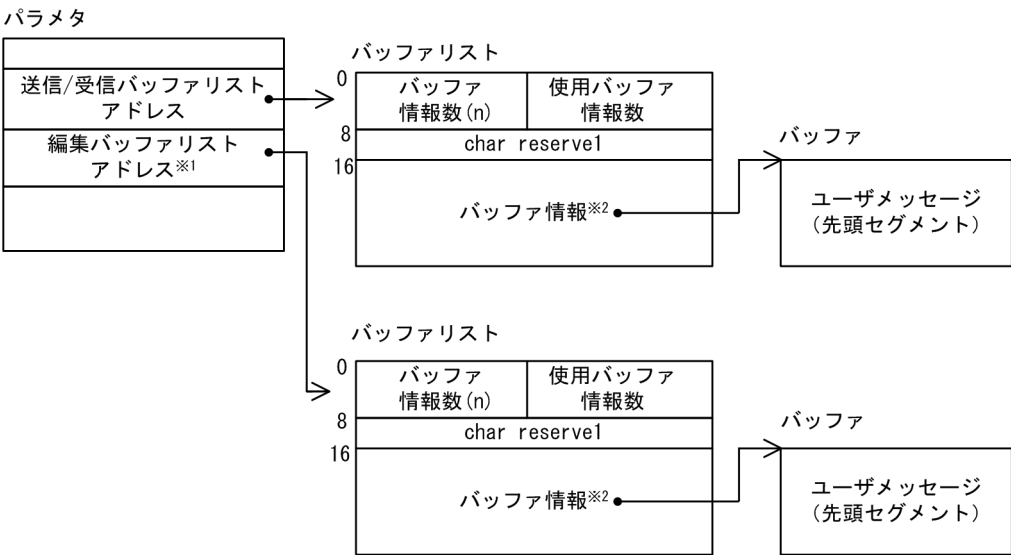 パラメタ
送信/受信バッファリスト
アドレス
編集バッファリスト
アドレス※1
バッファリスト
0
バッファ
情報数(n)
使用バッファ
情報数
8
char reserve1
16
バッファ情報※2
バッファ
ユーザメッセージ
(先頭セグメント)
バッファリスト
0
バッファ
情報数(n)
使用バッファ
情報数
8
char reserve1
16
バッファ情報※2
バッファ
ユーザメッセージ
(先頭セグメント)